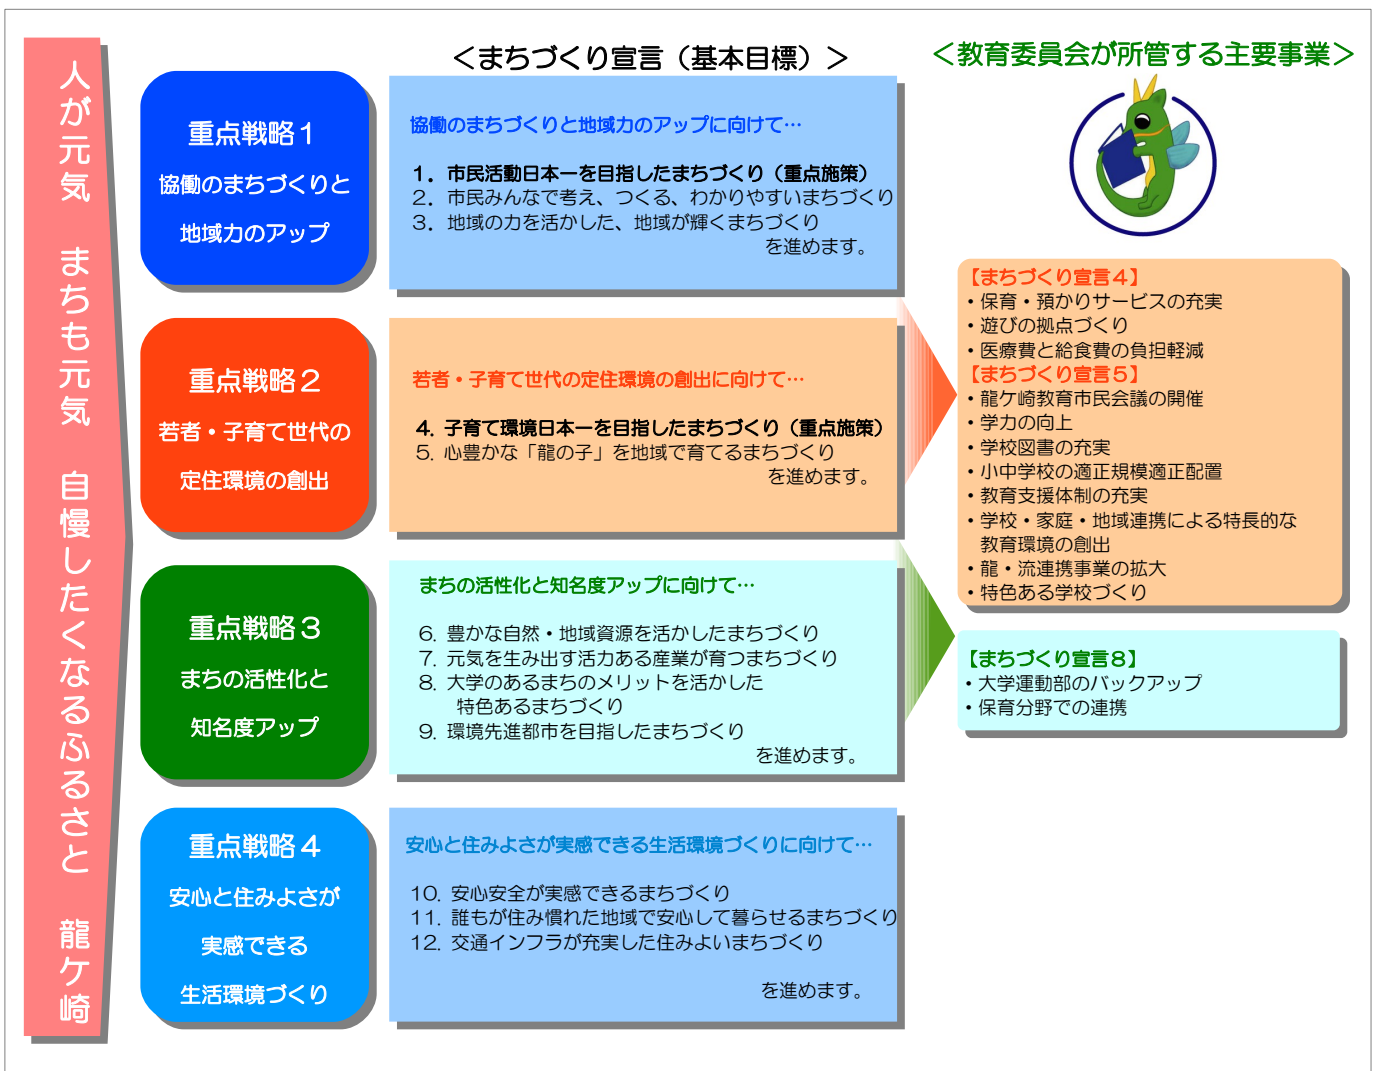 人が元気　まちも元気　自慢したくなるふるさと　龍ケ崎
＜まちづくり宣言（基本目標）＞
＜教育委員会が所管する主要事業＞
重点戦略１
協働のまちづくりと
地域力のアップ
協働のまちづくりと地域力のアップに向けて…
１．市民活動日本一を目指したまちづくり（重点施策）
２．市民みんなで考え、つくる、わかりやすいまちづくり
３．地域の力を活かした、地域が輝くまちづくり
を進めます。
重点戦略２
若者・子育て世代の
定住環境の創出
若者・子育て世代の定住環境の創出に向けて…
４．子育て環境日本一を目指したまちづくり（重点施策）
５．心豊かな「龍の子」を地域で育てるまちづくり
を進めます。
重点戦略３
まちの活性化と
知名度アップ
まちの活性化と知名度アップに向けて…
６．豊かな自然・地域資源を活かしたまちづくり
７．元気を生み出す活力ある産業が育つまちづくり
８．大学のあるまちのメリットを活かした
特色あるまちづくり
９．環境先進都市を目指したまちづくり
を進めます。
重点戦略４
安心と住みよさが
実感できる
生活環境づくり
安心と住みよさが実感できる生活環境づくりに向けて…
10．安心安全が実感できるまちづくり
11．誰もが住み慣れた地域で安心して暮らせるまちづくり
12．交通インフラが充実した住みよいまちづくり
を進めます。
【まちづくり宣言４】
・保育・預かりサービスの充実
・遊びの拠点づくり
・医療費と給食費の負担軽減
【まちづくり宣言５】
・龍ケ崎教育市民会議の開催
・学力の向上
・学校図書の充実
・小中学校の適正規模適正配置
・教育支援体制の充実
・学校・家庭・地域連携による特長的な
教育環境の創出
・龍・流連携事業の拡大
・特色ある学校づくり
【まちづくり宣言８】
・大学運動部のバックアップ
・保育分野での連携